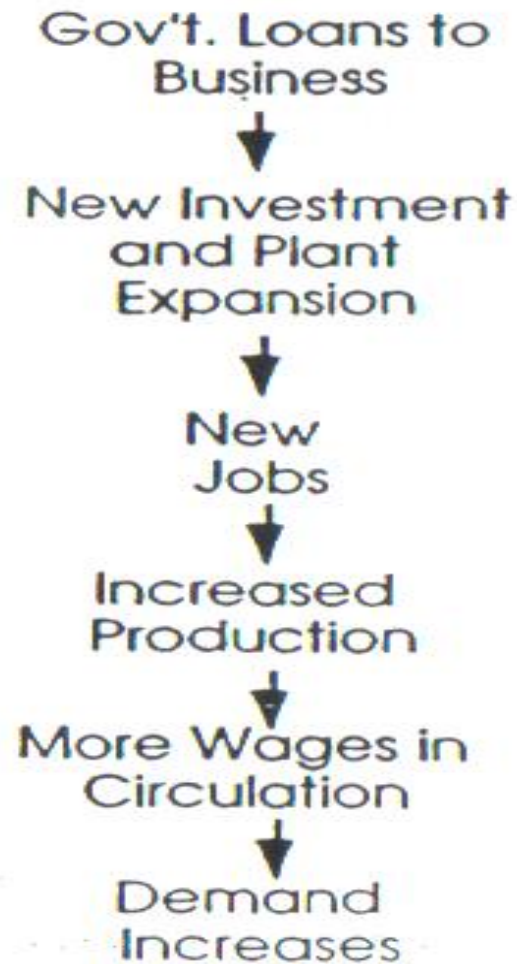 Gov't. Loans to
Business
New Investment
and Plant
Expansion
New
Jobs
Increased
Production
More Wages in
Circulation
Demand
Increases